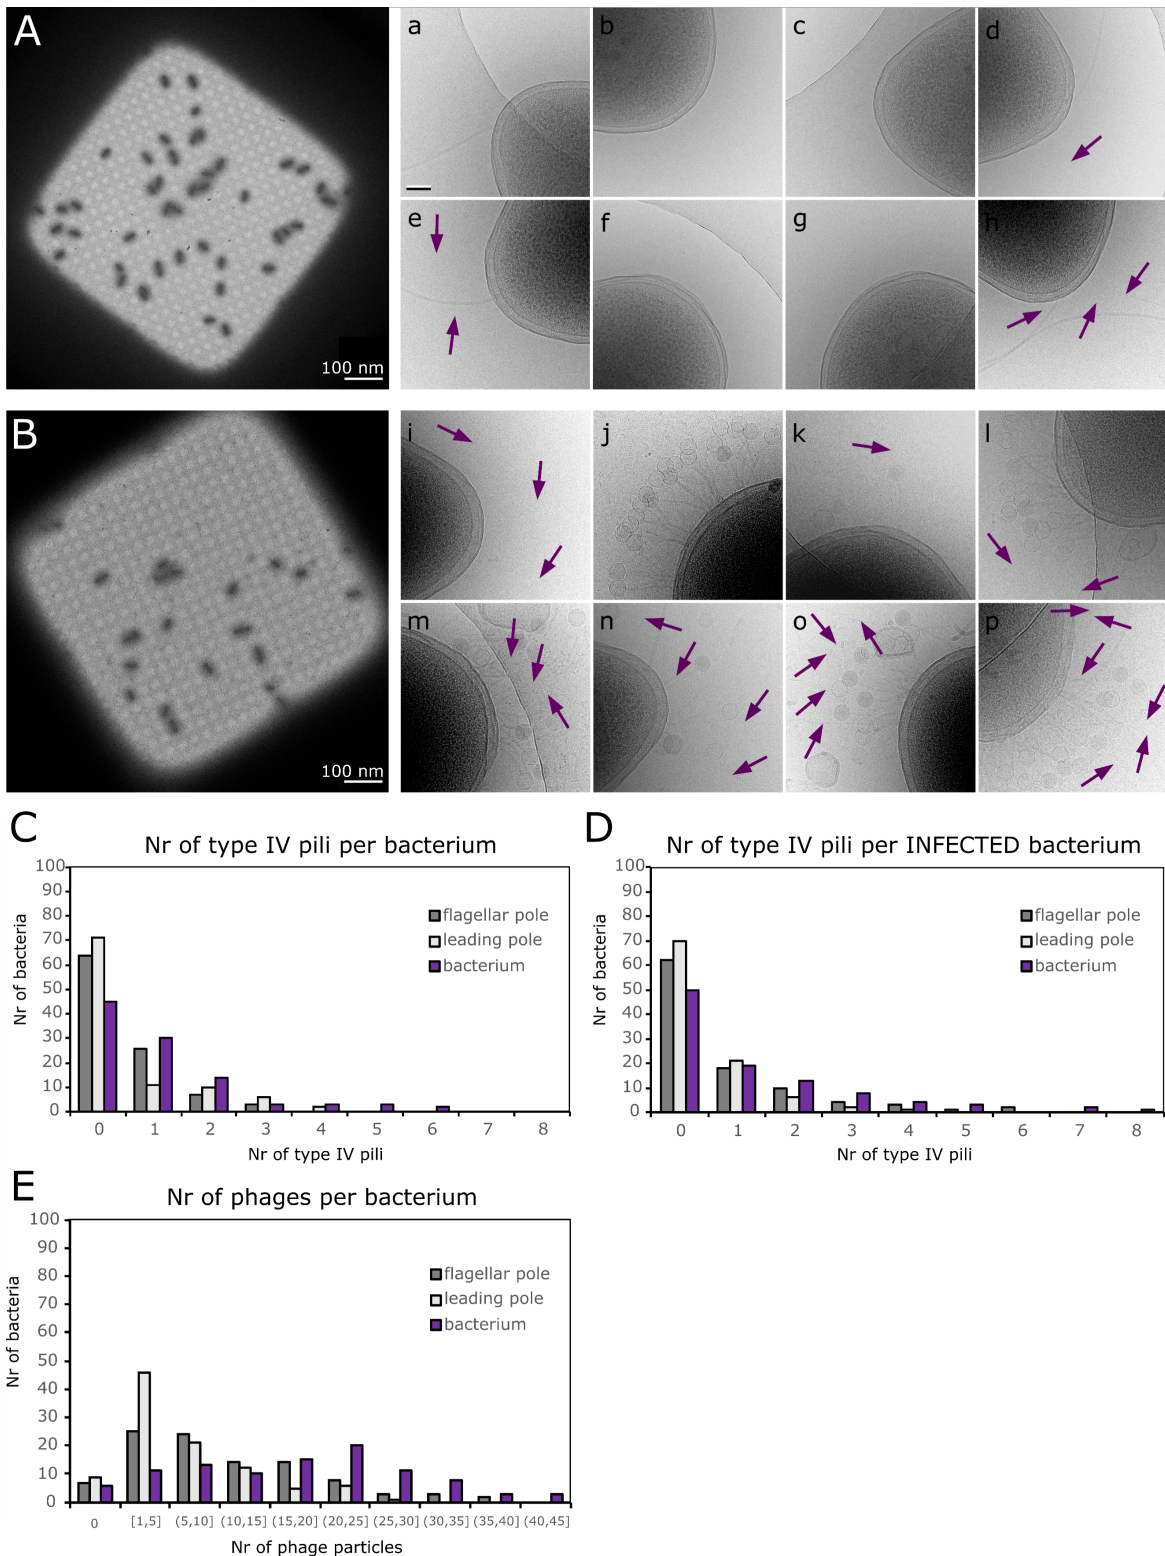 A
a
b
c
d
e
f
g
h
100 nm
B
i
j
k
l
m
n
o
p
100 nm
C
Nr of type IV pili per bacterium
100
90
80
70
60
50
40
30
20
10
0
Nr of bacteria
flagellar pole
leading pole
bacterium
0 1 2 3 4 5 6 7 8
Nr of type IV pili
D
Nr of type IV pili per INFECTED bacterium
100
90
80
70
60
50
40
30
20
10
0
Nr of bacteria
flagellar pole
leading pole
bacterium
0 1 2 3 4 5 6 7 8
Nr of type IV pili
E
Nr of phages per bacterium
100
90
80
70
60
50
40
30
20
10
0
Nr of bacteria
flagellar pole
leading pole
bacterium
0 [1,5] (5,10] (10,15] (15,20] (20,25] (25,30] (30,35] (35,40] (40,45]
Nr of phage particles